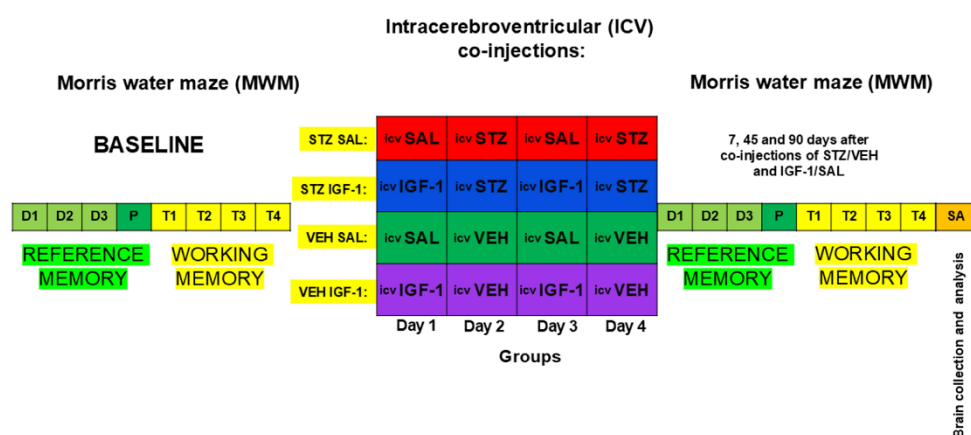 Intracerebroventricular (ICV)
co-injections:
Morris water maze (MWM)
BASELINE
D1 D2 D3 P T1 T2 T3 T4
REFERENCE
MEMORY
WORKING
MEMORY
STZ SAL: icv SAL icv STZ icv SAL icv STZ
STZ IGF-1: icv IGF-1 icv STZ icv IGF-1 icv STZ
VEH SAL: icv SAL icv VEH icv SAL icv VEH
VEH IGF-1: icv IGF-1 icv VEH icv IGF-1 icv VEH
Day 1 Day 2 Day 3 Day 4
Groups
Morris water maze (MWM)
7, 45 and 90 days after
co-injections of STZ/VEH
and IGF-1/SAL
D1 D2 D3 P T1 T2 T3 T4 SA
REFERENCE
MEMORY
WORKING
MEMORY
Brain collection and analysis